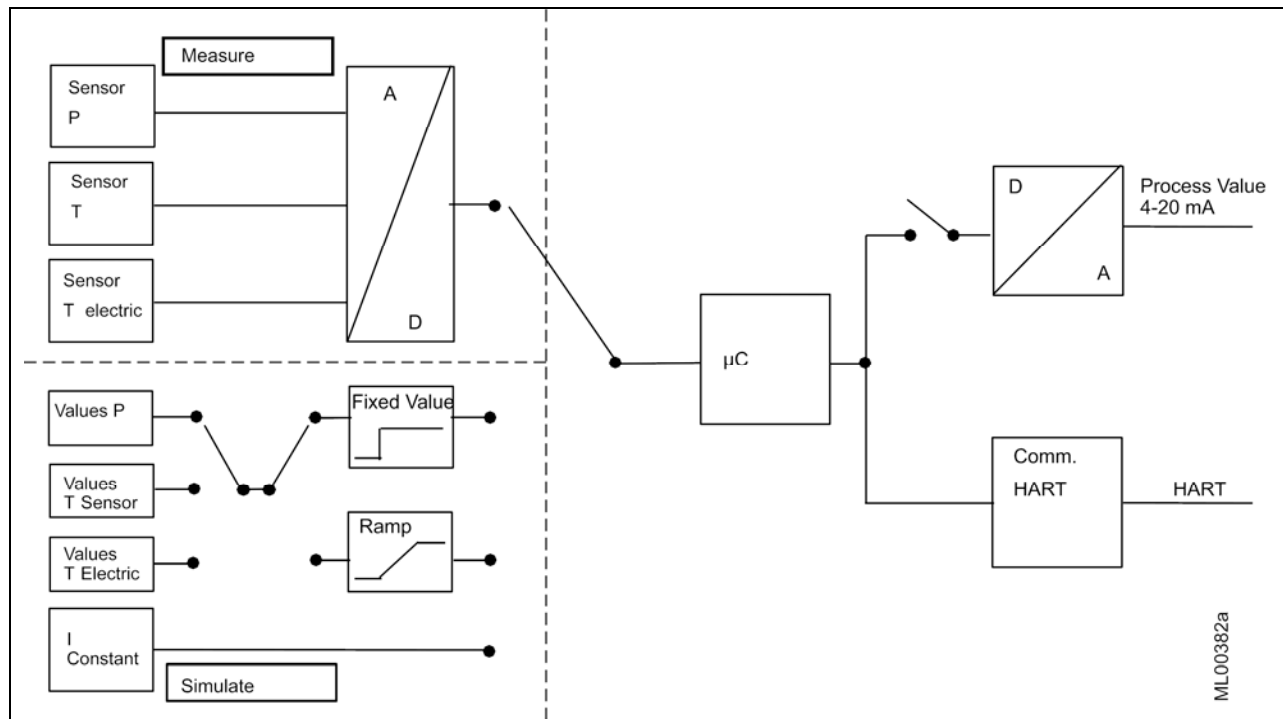 Measure
Sensor
P
Sensor
T
Sensor
T electric
A
D
Values P
Values
T Sensor
Values
T Electric
I
Constant
Fixed Value
Ramp
Simulate
µC
D
A
Process Value
4-20 mA
Comm.
HART
HART
ML00382a